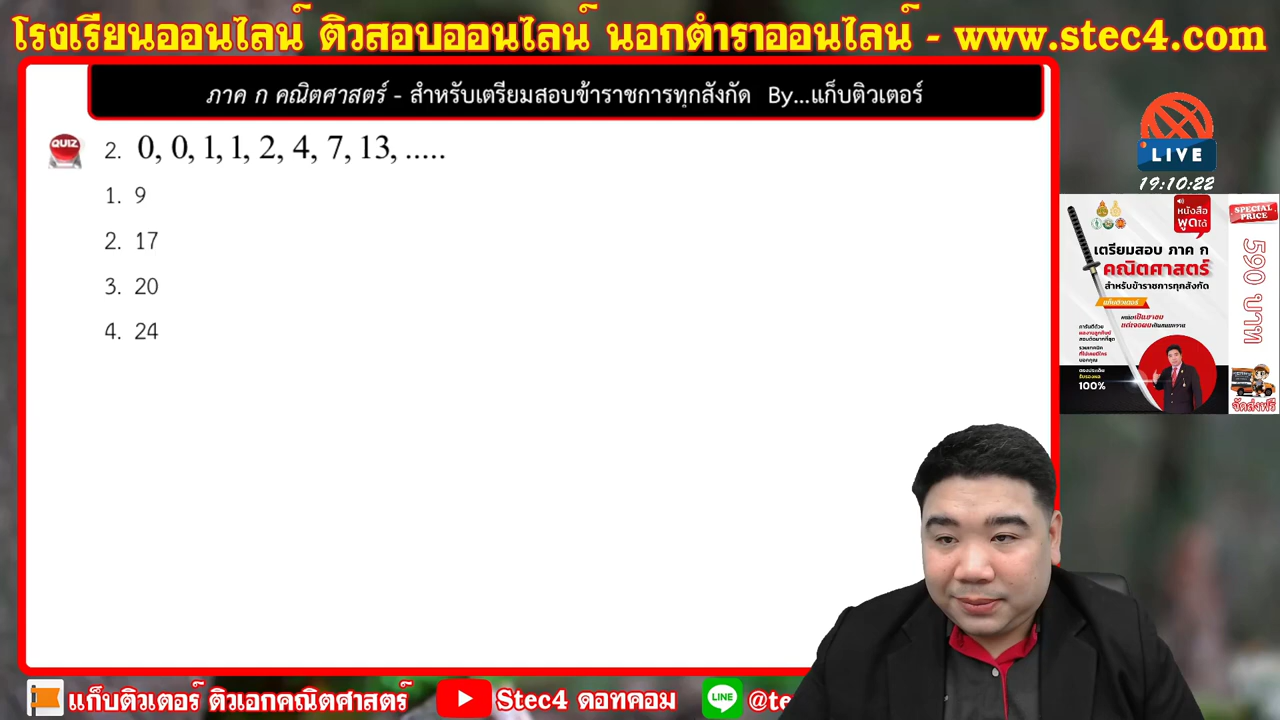 โรงเรียนออนไลน์ ติวสอบออนไลน์ นอกตำราออนไลน์ - www.stec4.com
ภาค ก คณิตศาสตร์ - สำหรับเตรียมสอบข้าราชการทุกสังกัด By...แก็บติวเตอร์
QUIZ
2. 0, 0, 1, 1, 2, 4, 7, 13, .....
1. 9
2. 17
3. 20
4. 24
LIVE
19:10:22
หนังสือ
พูดได้
SPECIAL
PRICE
เตรียมสอบ ภาค ก
คณิตศาสตร์
สำหรับข้าราชการทุกสังกัด
แก็บติวเตอร์
590 บาท
100%
จัดส่งฟรี
แก็บติวเตอร์ ติวเอกคณิตศาสตร์
Stec4 ดอทคอม
LINE